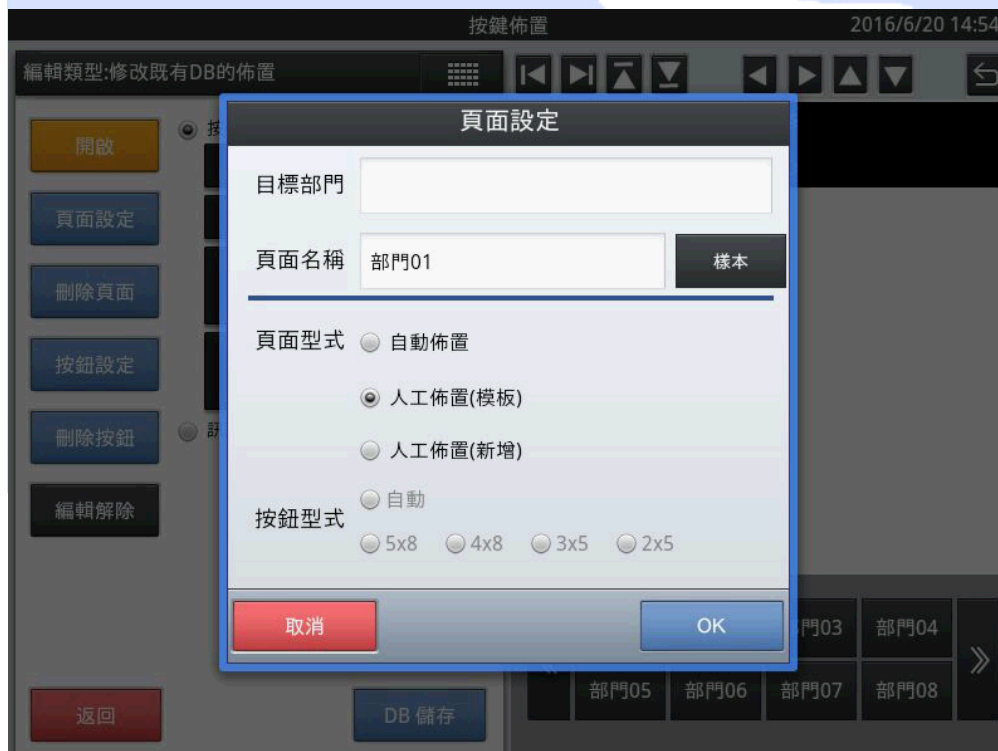 按鍵佈置
2016/6/20 14:54
編輯類型:修改既有DB的佈置
開啟
頁面設定
刪除頁面
按鈕設定
刪除按鈕
編輯解除
返回
DB 儲存
按
頁面設定
目標部門
頁面名稱 部門01 樣本
頁面型式 自動佈置
人工佈置(模板)
人工佈置(新增)
按鈕型式 自動
5x8 4x8 3x5 2x5
取消 OK
門03 部門04
部門05 部門06 部門07 部門08